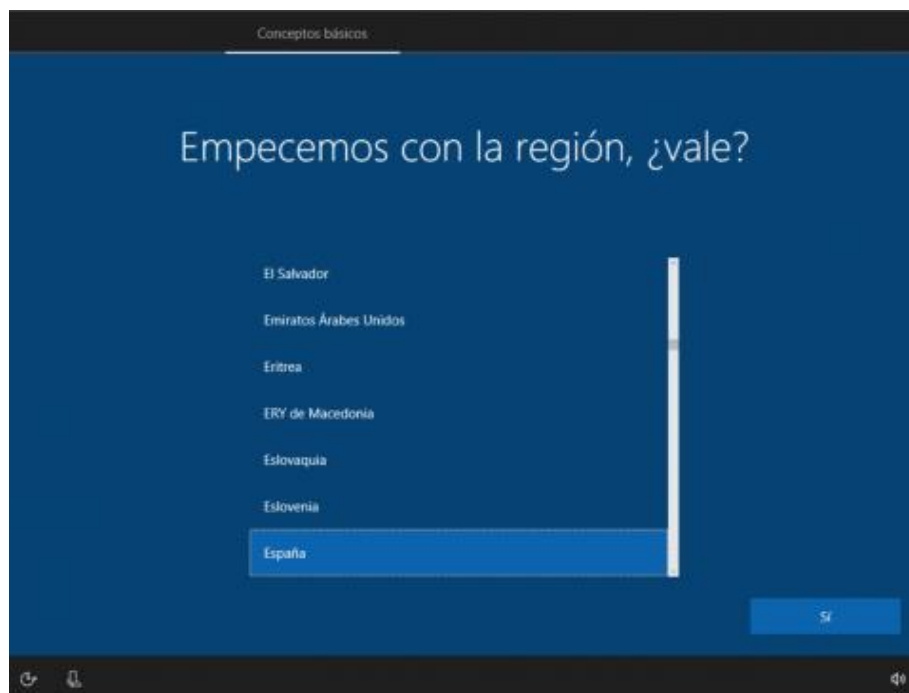 Conceptos básicos
Empecemos con la región, ¿vale?
El Salvador
Emiratos Árabes Unidos
Eritrea
ERY de Macedonia
Eslovaquia
Eslovenia
España
Sí